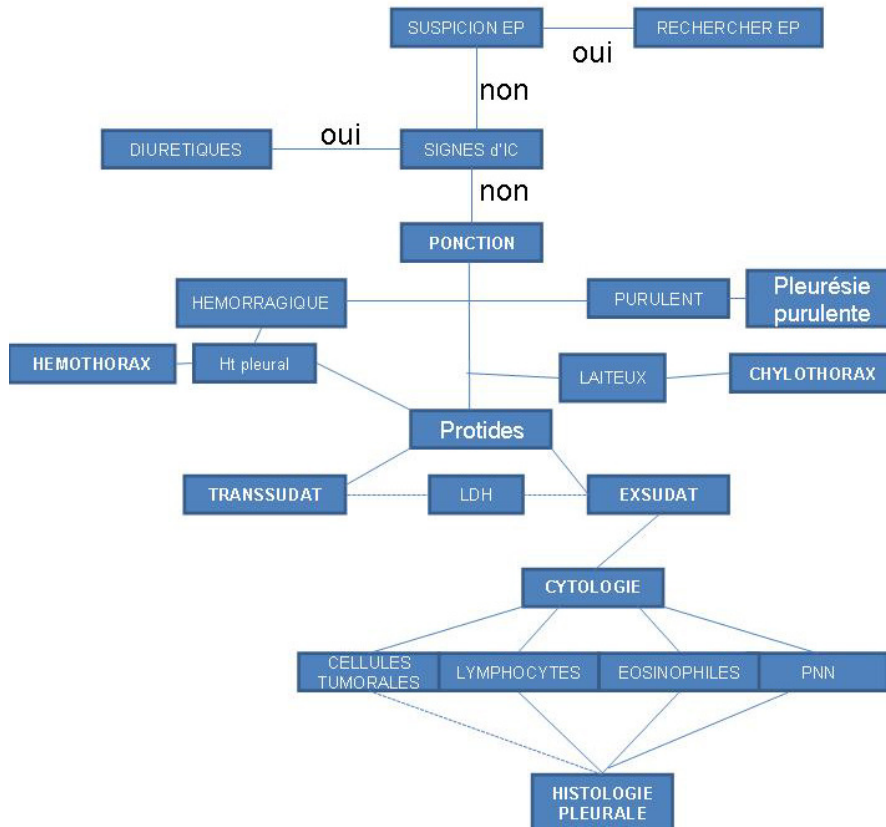 SUSPICION EP
RECHERCHER EP
oui
non
oui
DIURETIQUES
SIGNES d'IC
non
PONCTION
HEMORRAGIQUE
PURULENT
Pleurésie
purulente
HEMOTHORAX
Ht pleural
LAITEUX
CHYLOTHORAX
Protides
TRANSSUDAT
LDH
EXSUDAT
CYTOLOGIE
CELLULES
TUMORALES
LYMPHOCYTES
EOSINOPHILES
PNN
HISTOLOGIE
PLEURALE